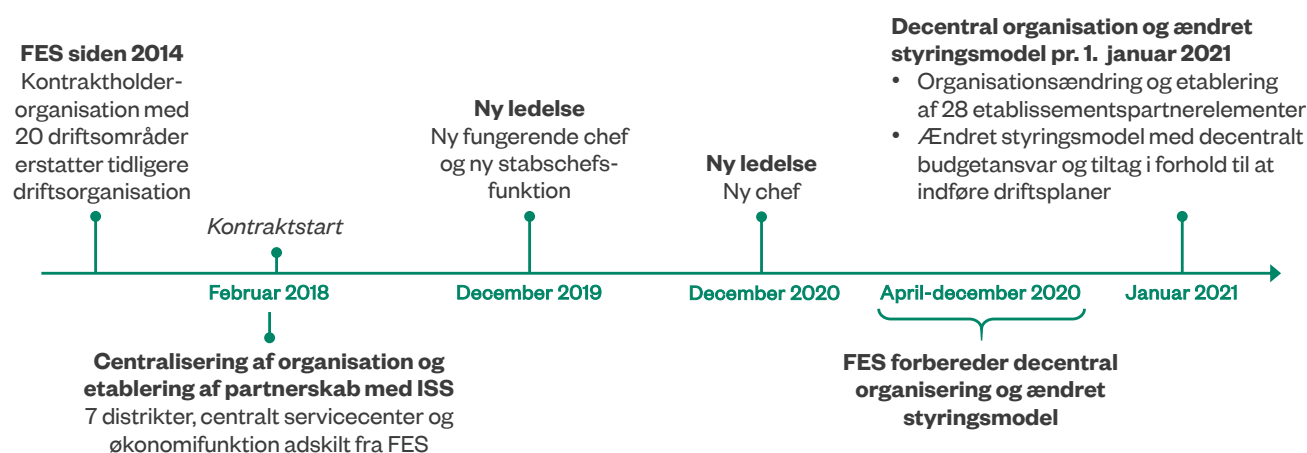 FES siden 2014
Kontraktholder-
organisation med
20 driftsområder
erstatter tidligere
driftsorganisation
Kontraktstart
Ny ledelse
Ny fungerende chef
og ny stabschefs-
funktion
Ny ledelse
Ny chef
Decentral organisation og ændret
styringsmodel pr. 1. januar 2021
• Organisationsændring og etablering
af 28 etablissementspartnerelementer
• Ændret styringsmodel med decentralt
budgetansvar og tiltag i forhold til at
indføre driftsplaner
Februar 2018
December 2019
December 2020
April-december 2020
Januar 2021
Centralisering af organisation og
etablering af partnerskab med ISS
7 distrikter, centralt servicecenter og
økonomifunktion adskilt fra FES
FES forbereder decentral
organisering og ændret
styringsmodel